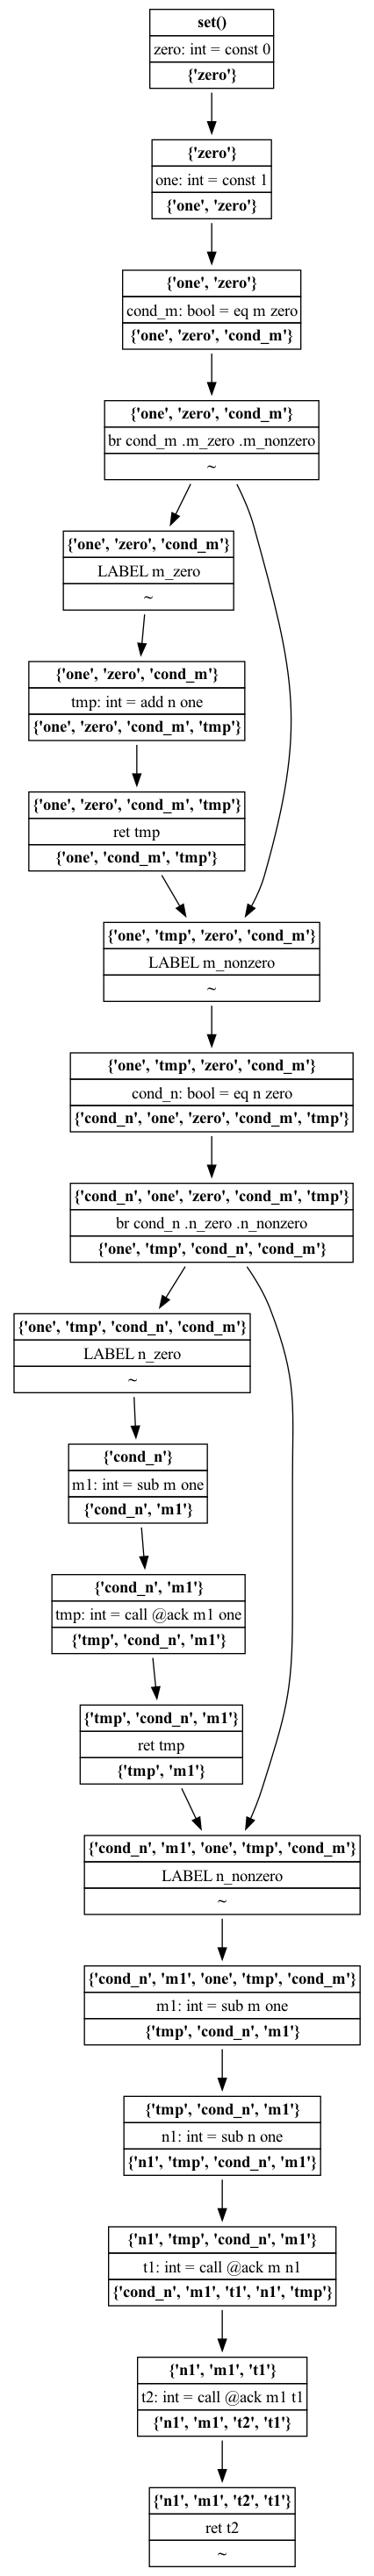 set()
zero: int = const 0
{'zero'}
{'zero'}
one: int = const 1
{'one', 'zero'}
{'one', 'zero'}
cond_m: bool = eq m zero
{'one', 'zero', 'cond_m'}
{'one', 'zero', 'cond_m'}
br cond_m .m_zero .m_nonzero
~
{'one', 'zero', 'cond_m'}
LABEL m_zero
~
{'one', 'zero', 'cond_m'}
tmp: int = add n one
{'one', 'zero', 'cond_m', 'tmp'}
{'one', 'zero', 'cond_m', 'tmp'}
ret tmp
{'one', 'cond_m', 'tmp'}
{'one', 'tmp', 'zero', 'cond_m'}
LABEL m_nonzero
~
{'one', 'tmp', 'zero', 'cond_m'}
cond_n: bool = eq n zero
{'cond_n', 'one', 'zero', 'cond_m', 'tmp'}
{'cond_n', 'one', 'zero', 'cond_m', 'tmp'}
br cond_n .n_zero .n_nonzero
{'one', 'tmp', 'cond_n', 'cond_m'}
{'one', 'tmp', 'cond_n', 'cond_m'}
LABEL n_zero
~
{'cond_n'}
m1: int = sub m one
{'cond_n', 'm1'}
{'cond_n', 'm1'}
tmp: int = call @ack m1 one
{'tmp', 'cond_n', 'm1'}
{'tmp', 'cond_n', 'm1'}
ret tmp
{'tmp', 'm1'}
{'cond_n', 'm1', 'one', 'tmp', 'cond_m'}
LABEL n_nonzero
~
{'cond_n', 'm1', 'one', 'tmp', 'cond_m'}
m1: int = sub m one
{'tmp', 'cond_n', 'm1'}
{'tmp', 'cond_n', 'm1'}
n1: int = sub n one
{'n1', 'tmp', 'cond_n', 'm1'}
{'n1', 'tmp', 'cond_n', 'm1'}
t1: int = call @ack m n1
{'cond_n', 'm1', 't1', 'n1', 'tmp'}
{'n1', 'm1', 't1'}
t2: int = call @ack m1 t1
{'n1', 'm1', 't2', 't1'}
{'n1', 'm1', 't2', 't1'}
ret t2
~